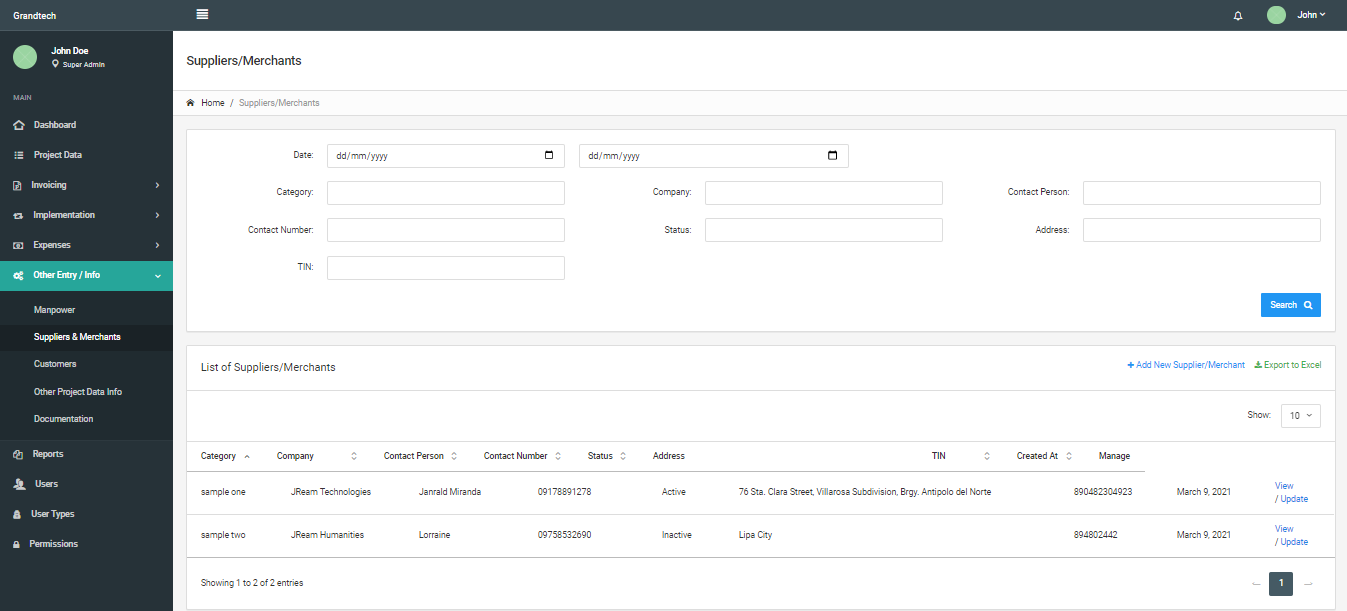 Grandtech
John
John Doe
Super Admin
MAIN
Dashboard
Project Data
Invoicing
Implementation
Expenses
Other Entry / Info
Manpower
Suppliers & Merchants
Customers
Other Project Data Info
Documentation
Reports
Users
User Types
Permissions
Suppliers/Merchants
Home / Suppliers/Merchants
Date: dd/mm/yyyy dd/mm/yyyy
Category: Company: Contact Person:
Contact Number: Status: Address:
TIN:
Search
List of Suppliers/Merchants
+ Add New Supplier/Merchant Export to Excel
Show: 10
Category Company Contact Person Contact Number Status Address TIN Created At Manage
sample one JReam Technologies Janrald Miranda 09178891278 Active 76 Sta. Clara Street, Villarosa Subdivision, Brgy. Antipolo del Norte 890482304923 March 9, 2021 View
/ Update
sample two JReam Humanities Lorraine 09758532690 Inactive Lipa City 894802442 March 9, 2021 View
/ Update
Showing 1 to 2 of 2 entries
← 1 →